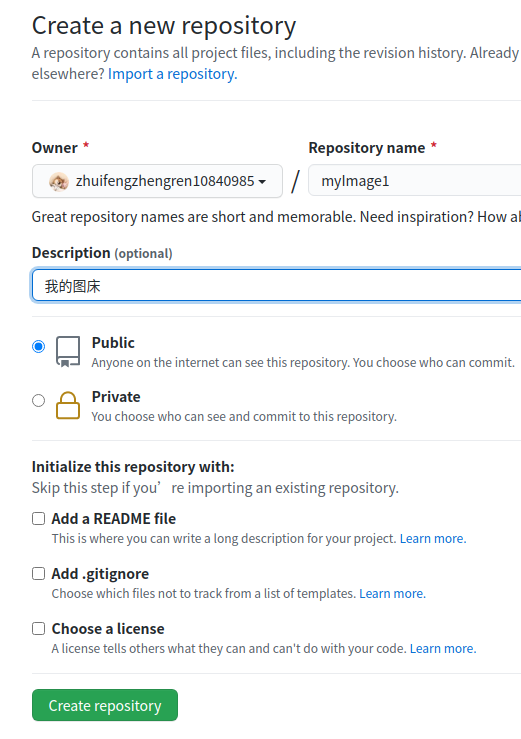 Create a new repository
A repository contains all project files, including the revision history. Already
elsewhere? Import a repository.
Owner *
Repository name *
zhuifengzhengren10840985 / myImage1
Great repository names are short and memorable. Need inspiration? How
Description (optional)
我的图床
Public
Anyone on the internet can see this repository. You choose who can commit.
Private
You choose who can see and commit to this repository.
Initialize this repository with:
Skip this step if you’re importing an existing repository.
Add a README file
This is where you can write a long description for your project. Learn more.
Add .gitignore
Choose which files not to track from a list of templates. Learn more.
Choose a license
A license tells others what they can and can't do with your code. Learn more.
Create repository